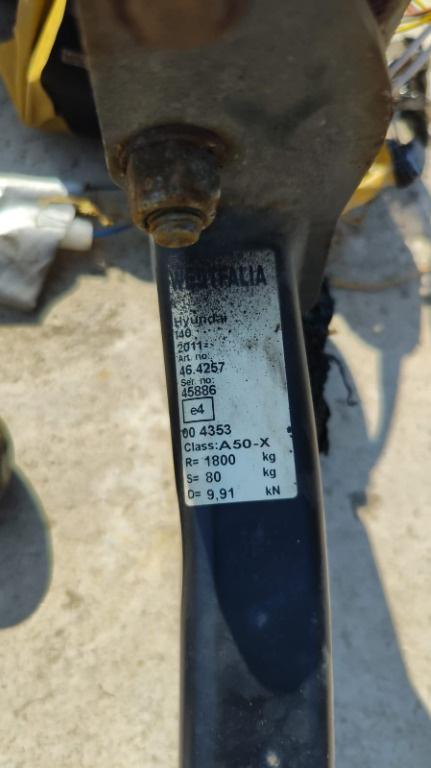 WESTFALIA
Hyundai
i40
2011-
Art. no:
46.4257
Ser. no:
45886
e4
00 4353
Class: A50-X
R= 1800 kg
S= 80 kg
D= 9,91 kN